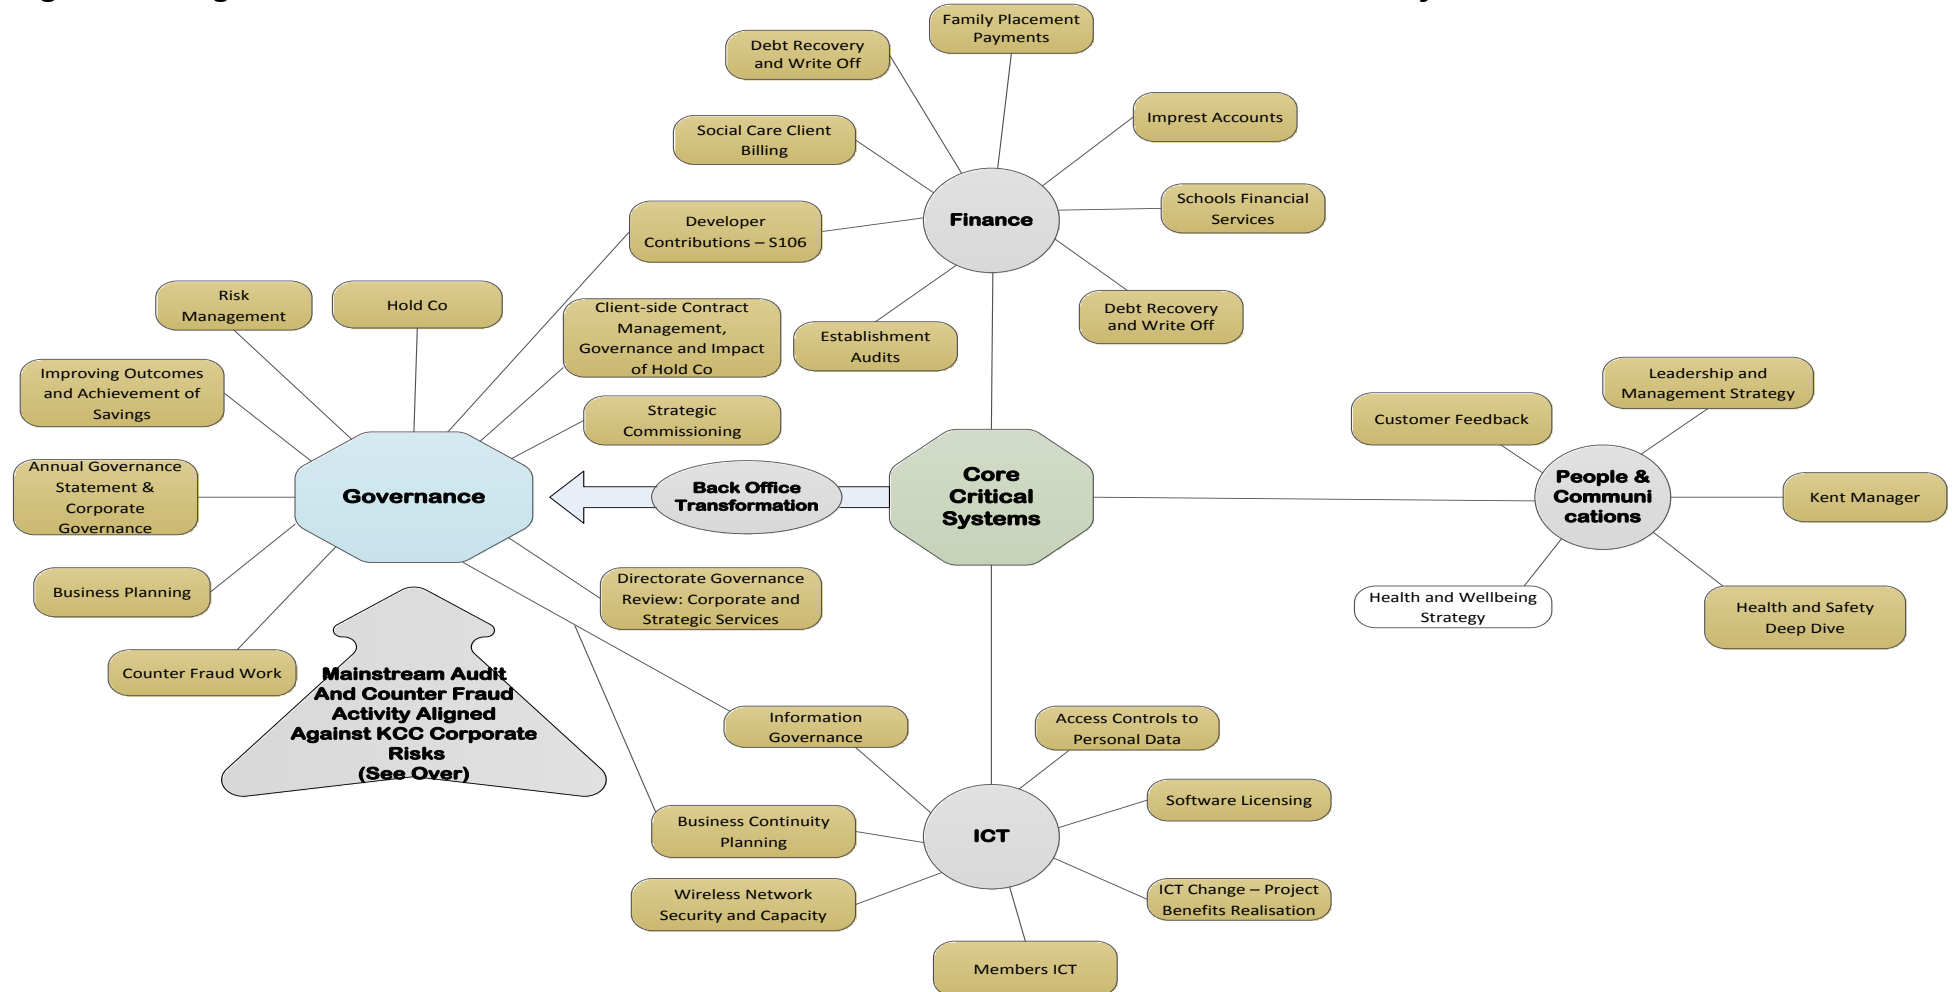 Family Placement
Payments
Debt Recovery
and Write Off
Imprest Accounts
Social Care Client
Billing
Schools Financial
Services
Developer
Contributions – S106
Finance
Risk
Management
Hold Co
Client-side Contract
Management,
Governance and Impact
of Hold Co
Establishment
Audits
Debt Recovery
and Write Off
Improving Outcomes
and Achievement of
Savings
Strategic
Commissioning
Leadership and
Management Strategy
Customer Feedback
Annual Governance
Statement &
Corporate
Governance
Governance
Back Office
Transformation
Core
Critical
Systems
People &
Communi
cations
Kent Manager
Business Planning
Directorate Governance
Review: Corporate and
Strategic Services
Health and Wellbeing
Strategy
Health and Safety
Deep Dive
Counter Fraud Work
Mainstream Audit
And Counter Fraud
Activity Aligned
Against KCC Corporate
Risks
(See Over)
Information
Governance
Access Controls to
Personal Data
Software Licensing
Business Continuity
Planning
ICT
Wireless Network
Security and Capacity
ICT Change – Project
Benefits Realisation
Members ICT